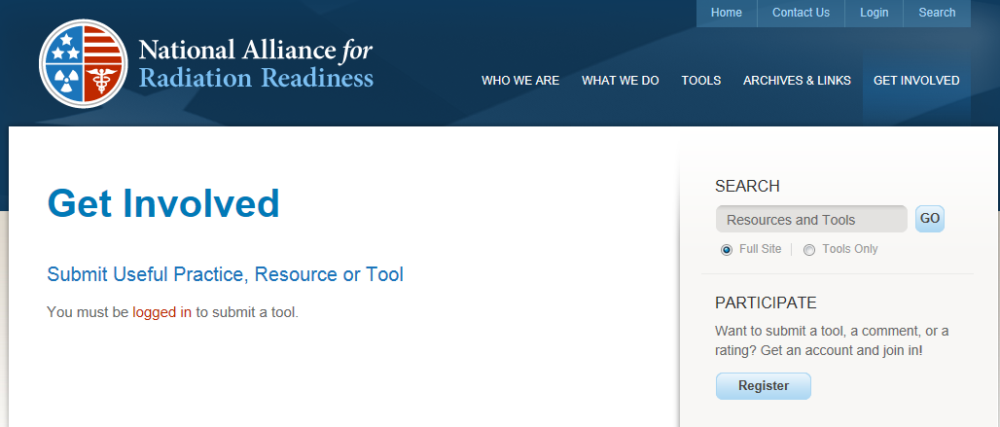 Home
Contact Us
Login
Search
National Alliance for
Radiation Readiness
WHO WE ARE
WHAT WE DO
TOOLS
ARCHIVES & LINKS
GET INVOLVED
Get Involved
Submit Useful Practice, Resource or Tool
You must be logged in to submit a tool.
SEARCH
Resources and Tools
GO
Full Site
Tools Only
PARTICIPATE
Want to submit a tool, a comment, or a
rating? Get an account and join in!
Register